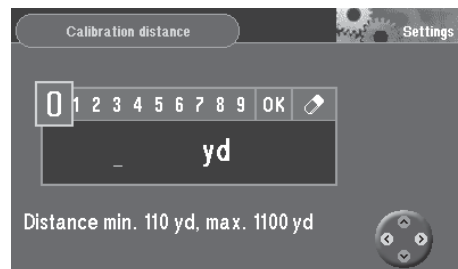 Calibration distance
Settings
0 1 2 3 4 5 6 7 8 9 OK
_ yd
Distance min. 110 yd, max. 1100 yd